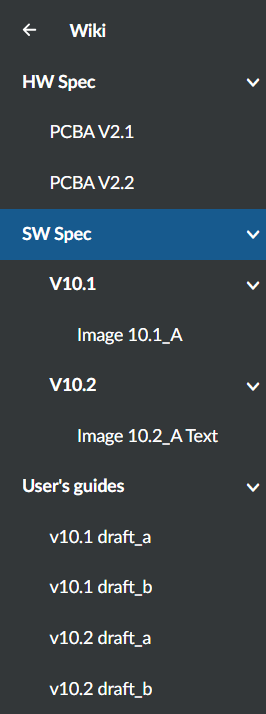 Wiki
HW Spec
PCBA V2.1
PCBA V2.2
SW Spec
V10.1
Image 10.1_A
V10.2
Image 10.2_A Text
User's guides
v10.1 draft_a
v10.1 draft_b
v10.2 draft_a
v10.2 draft_b